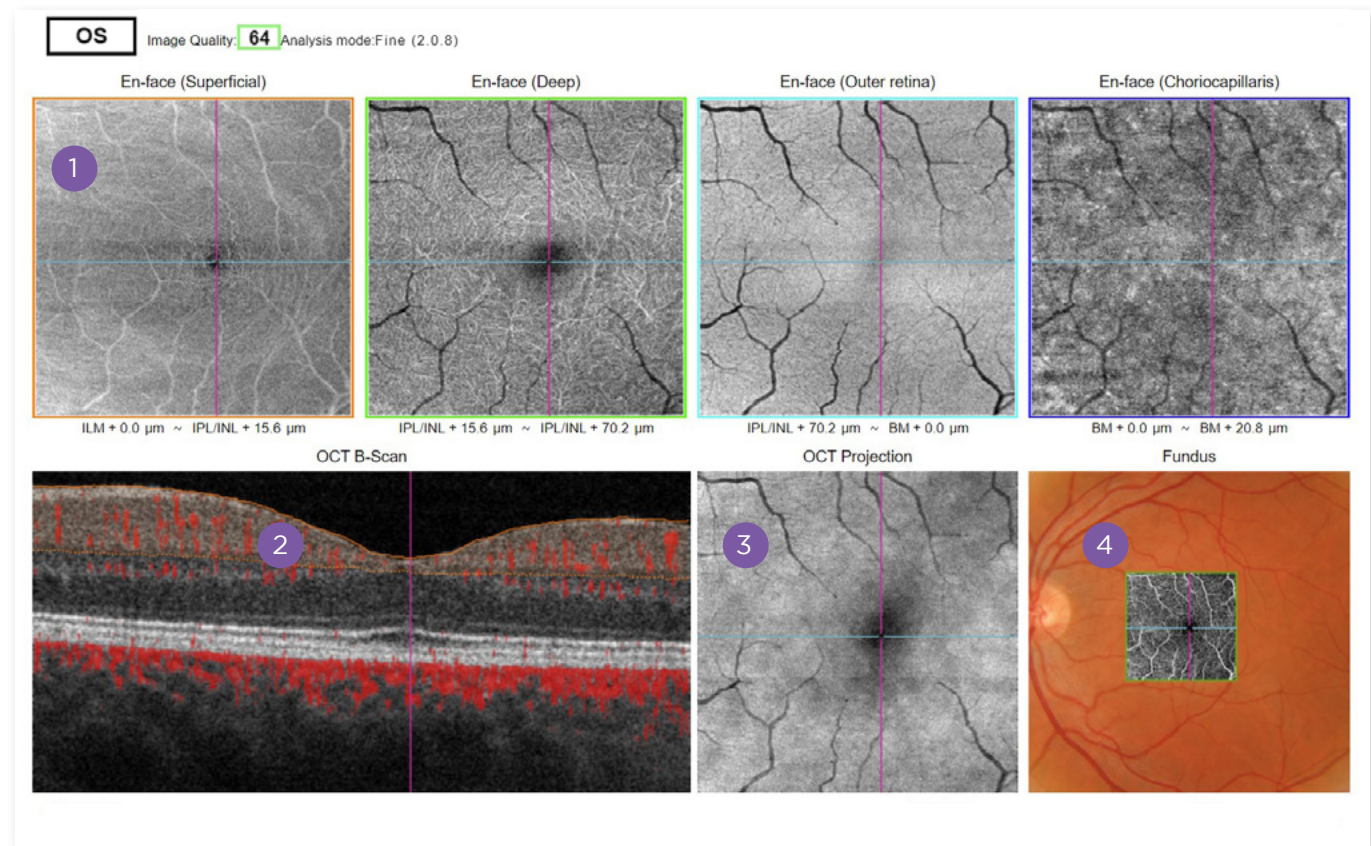 OS Image Quality: 64 Analysis mode:Fine (2.0.8)
En-face (Superficial) En-face (Deep) En-face (Outer retina) En-face (Choriocapillaris)
1
ILM + 0.0 µm ~ IPL/INL + 15.6 µm IPL/INL + 15.6 µm ~ IPL/INL + 70.2 µm IPL/INL + 70.2 µm ~ BM + 0.0 µm BM + 0.0 µm ~ BM + 20.8 µm
OCT B-Scan OCT Projection Fundus
2 3 4